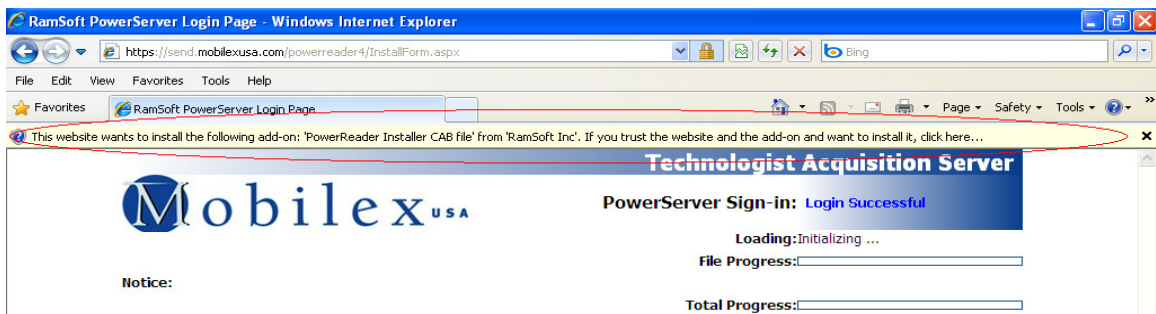 RamSoft PowerServer Login Page - Windows Internet Explorer
https://send.mobilexusa.com/powerreader4/InstallForm.aspx
Bing
File Edit View Favorites Tools Help
Favorites RamSoft PowerServer Login Page Page Safety Tools
This website wants to install the following add-on: 'PowerReader Installer CAB file' from 'RamSoft Inc'. If you trust the website and the add-on and want to install it, click here...
Technologist Acquisition Server
Mobilex USA
PowerServer Sign-in: Login Successful
Loading:Initializing ...
File Progress:
Notice:
Total Progress: